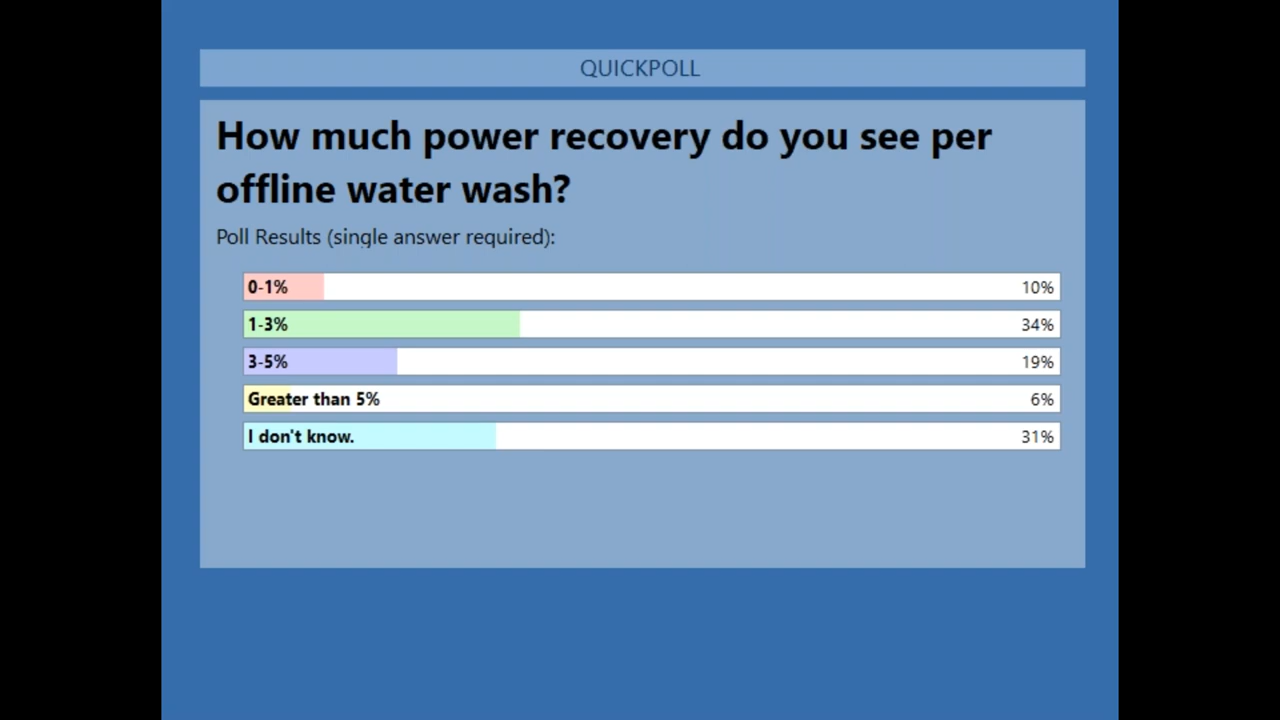 QUICKPOLL
How much power recovery do you see per
offline water wash?
Poll Results (single answer required):
0-1% 10%
1-3% 34%
3-5% 19%
Greater than 5% 6%
I don't know. 31%